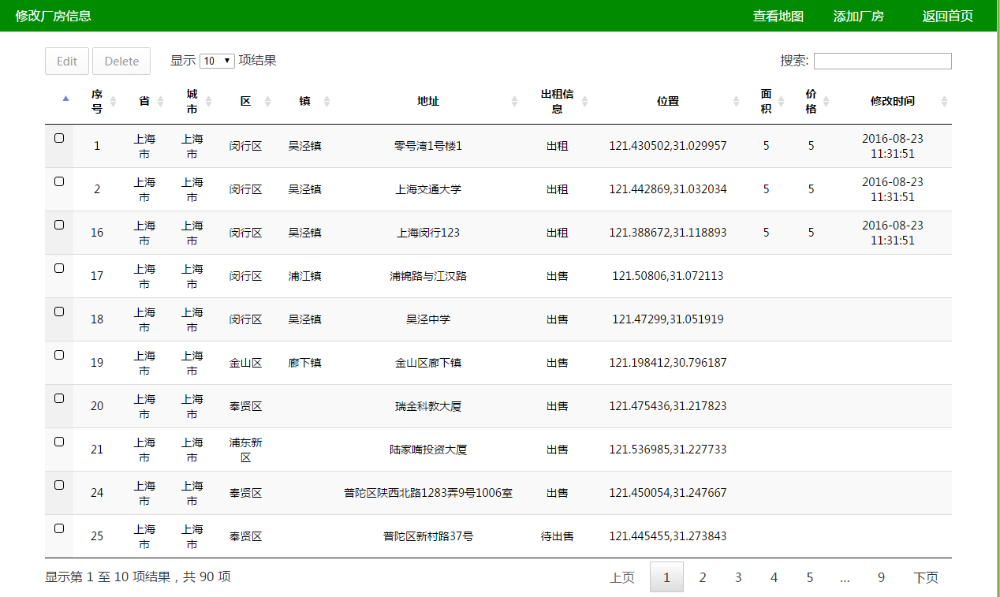 修改厂房信息 查看地图 添加厂房 返回首页
Edit Delete 显示 10 项结果 搜索:
序号 省 城市 区 镇 地址 出租信息 位置 面积 价格 修改时间
1 上海市 上海市 闵行区 吴泾镇 零号湾1号楼1 出租 121.430502,31.029957 5 5 2016-08-23 11:31:51
2 上海市 上海市 闵行区 吴泾镇 上海交通大学 出租 121.442869,31.032034 5 5 2016-08-23 11:31:51
16 上海市 上海市 闵行区 吴泾镇 上海闵行123 出租 121.388672,31.118893 5 5 2016-08-23 11:31:51
17 上海市 上海市 闵行区 浦江镇 浦锦路与江汉路 出售 121.50806,31.072113
18 上海市 上海市 闵行区 吴泾镇 吴泾中学 出售 121.47299,31.051919
19 上海市 上海市 金山区 廊下镇 金山区廊下镇 出售 121.198412,30.796187
20 上海市 上海市 奉贤区 瑞金科教大厦 出售 121.475436,31.217823
21 上海市 上海市 浦东新区 陆家嘴投资大厦 出售 121.536985,31.227733
24 上海市 上海市 奉贤区 普陀区陕西北路1283弄9号1006室 出售 121.450054,31.247667
25 上海市 上海市 奉贤区 普陀区新村路37号 待出售 121.445455,31.273843
显示第 1 至 10 项结果，共 90 项 上页 1 2 3 4 5 … 9 下页